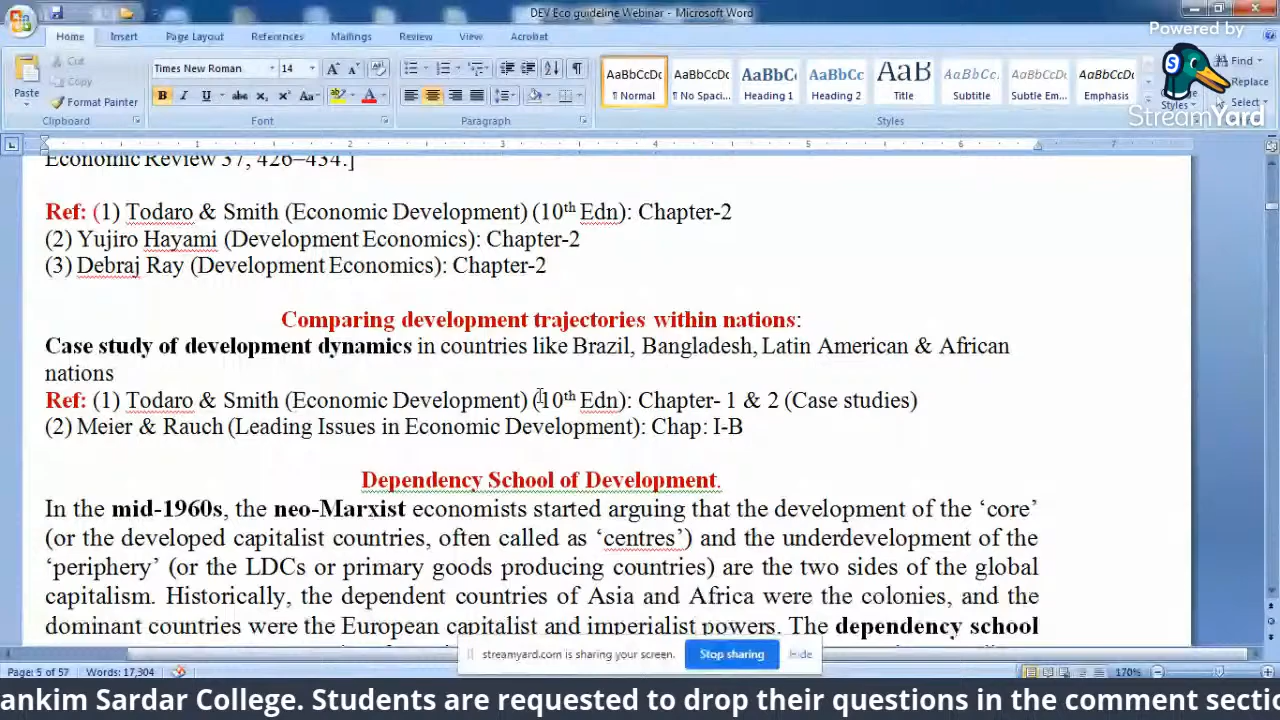 DEV Eco guideline Webinar - Microsoft Word
Powered by
Home Insert Page Layout References Mailings Review View Acrobat
Cut
Copy
Paste
Format Painter
Clipboard
Times New Roman 14
Font
Paragraph
AaBbCcDc AaBbCcDc AaBbC AaBbCc AaB AaBbCc. AaBbCcDt AaBbCcDt
¶ Normal ¶ No Spaci... Heading 1 Heading 2 Title Subtitle Subtle Em... Emphasis
Styles
Styles
Find
Replace
Select
StreamYard
1 2 3 4 5 6 7
Economic Review 37, 426–434.]
Ref: (1) Todaro & Smith (Economic Development) (10th Edn): Chapter-2
(2) Yujiro Hayami (Development Economics): Chapter-2
(3) Debraj Ray (Development Economics): Chapter-2
Comparing development trajectories within nations:
Case study of development dynamics in countries like Brazil, Bangladesh, Latin American & African
nations
Ref: (1) Todaro & Smith (Economic Development) (10th Edn): Chapter- 1 & 2 (Case studies)
(2) Meier & Rauch (Leading Issues in Economic Development): Chap: I-B
Dependency School of Development.
In the mid-1960s, the neo-Marxist economists started arguing that the development of the ‘core’
(or the developed capitalist countries, often called as ‘centres’) and the underdevelopment of the
‘periphery’ (or the LDCs or primary goods producing countries) are the two sides of the global
capitalism. Historically, the dependent countries of Asia and Africa were the colonies, and the
dominant countries were the European capitalist and imperialist powers. The dependency school
streamyard.com is sharing your screen. Stop sharing Hide
Page: 5 of 57 Words: 17,304 170%
ankim Sardar College. Students are requested to drop their questions in the comment sectio